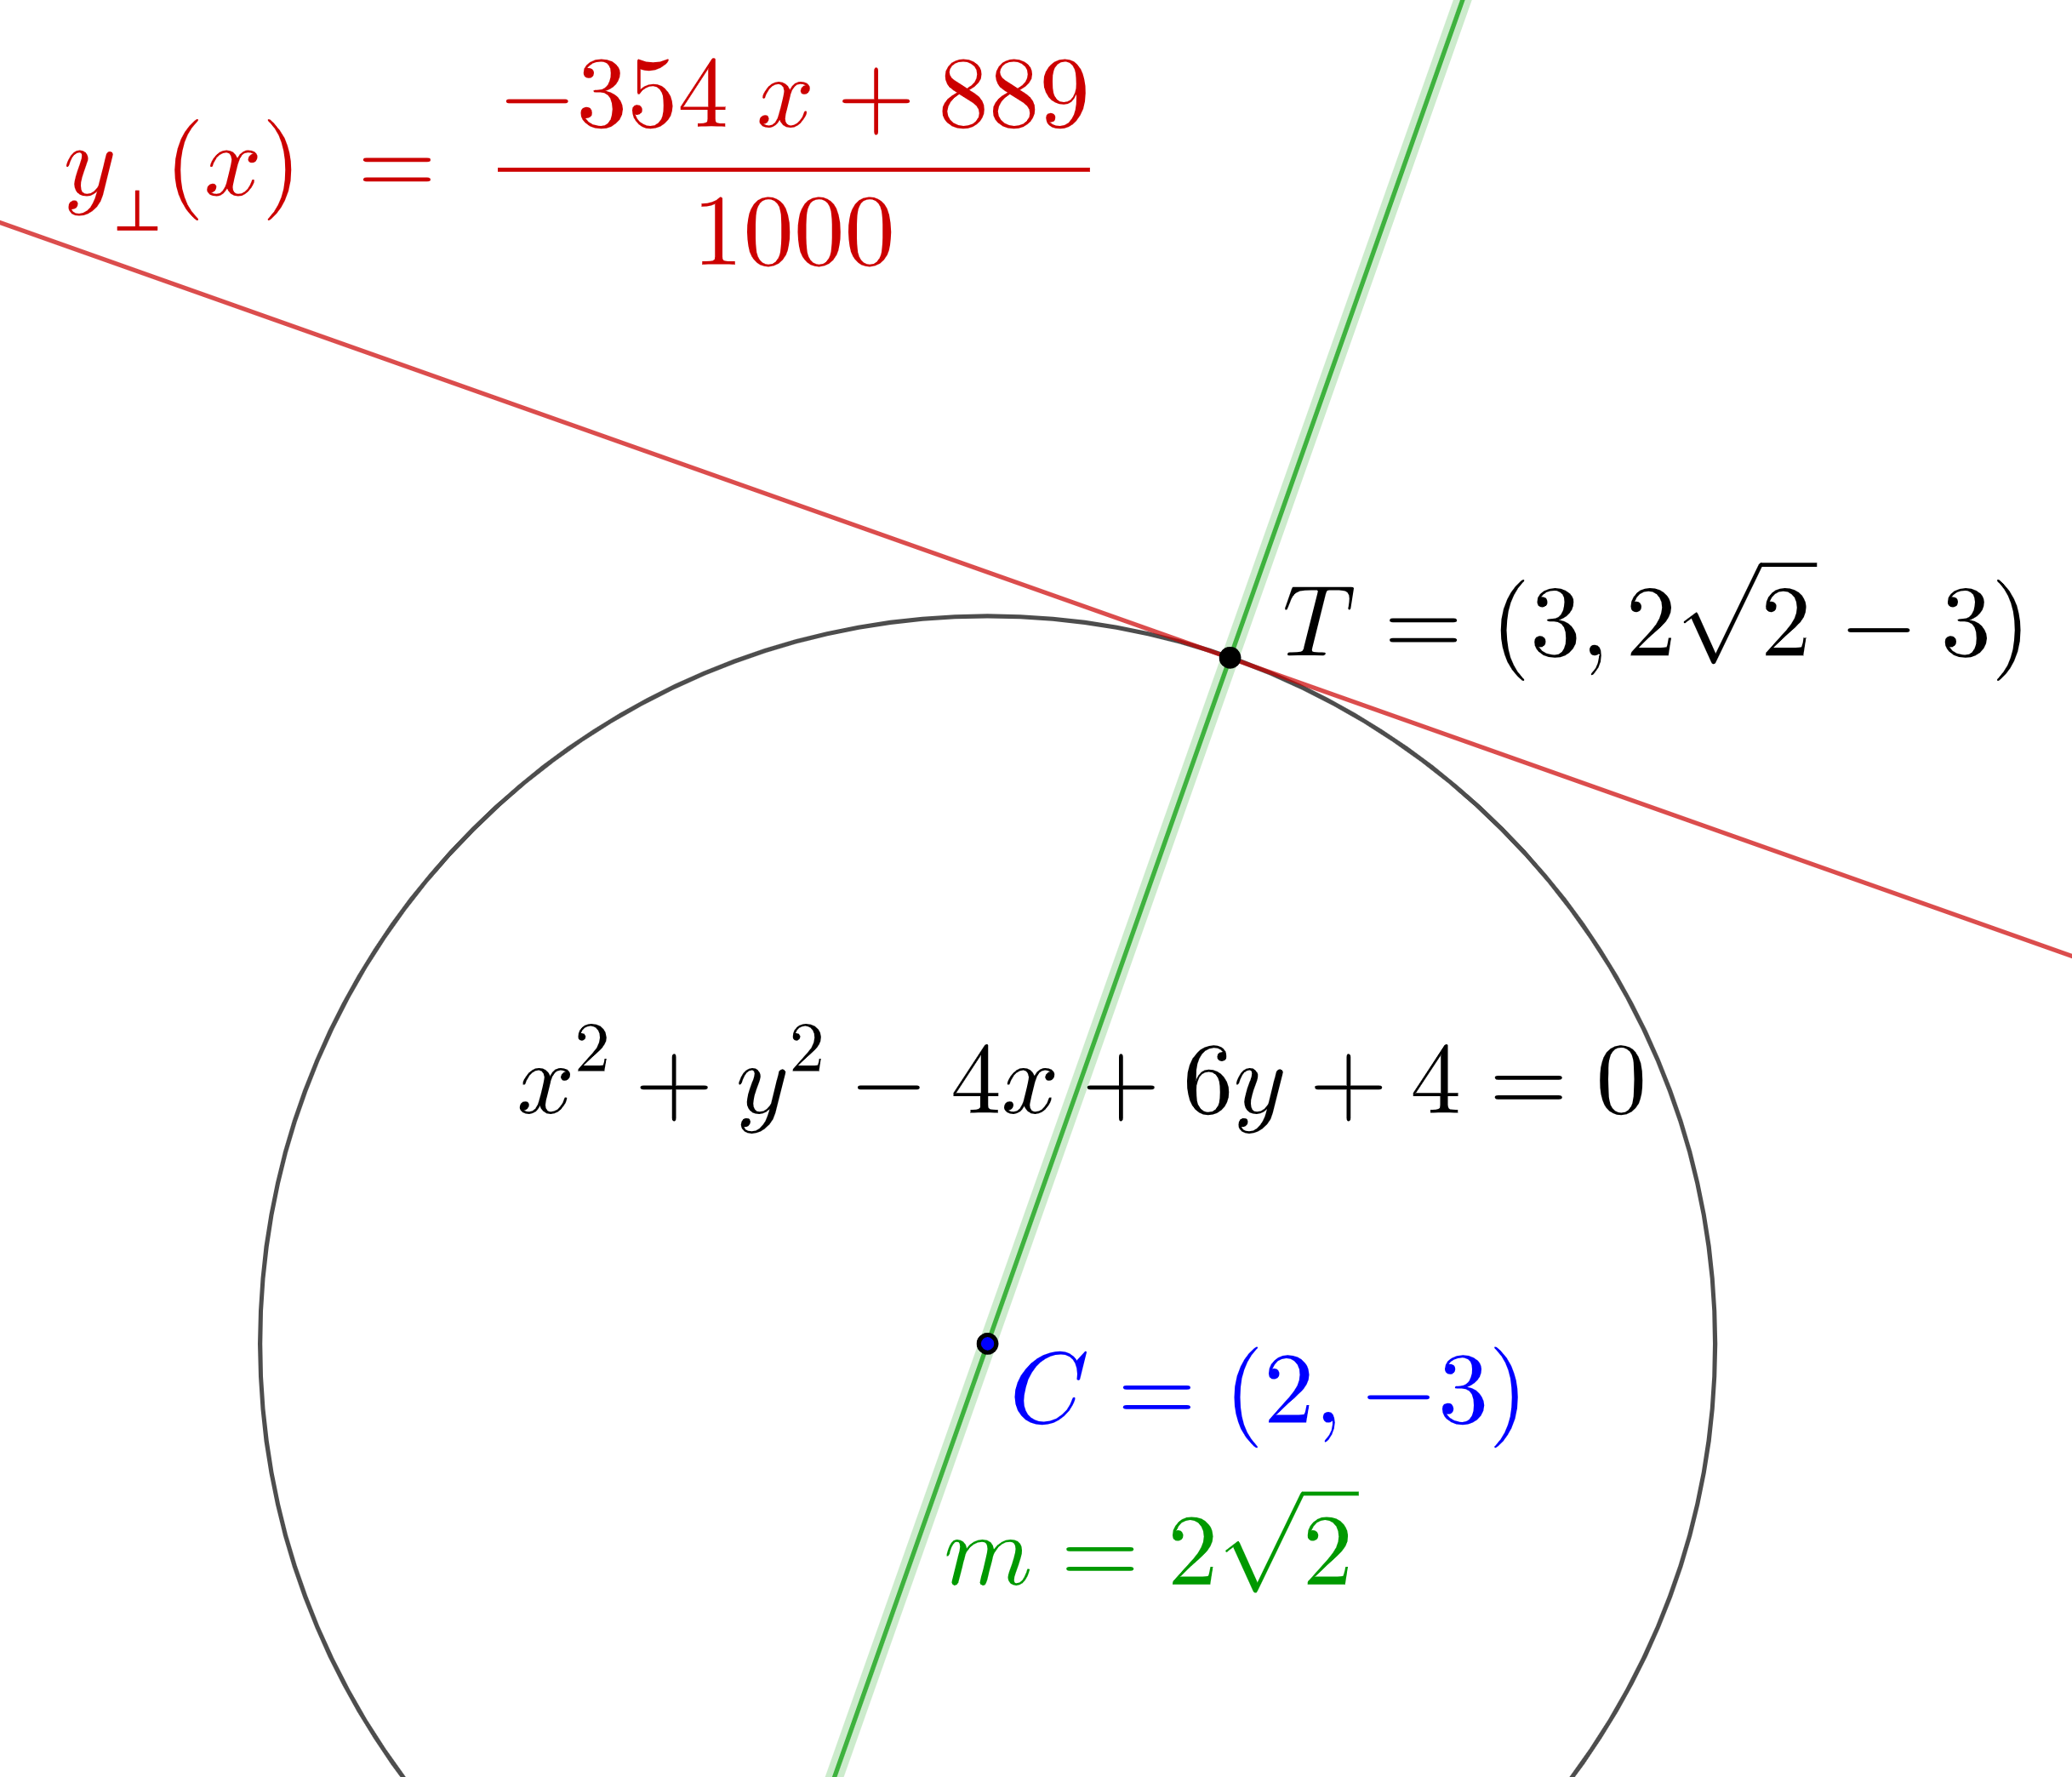 y⊥(x) = (−354 x + 889)/1000
T = (3, 2√2 − 3)
x² + y² − 4x + 6y + 4 = 0
C = (2, −3)
m = 2√2